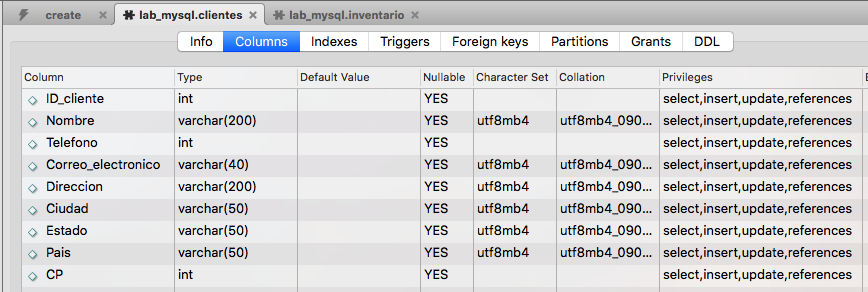 create lab_mysql.clientes lab_mysql.inventario
Info Columns Indexes Triggers Foreign keys Partitions Grants DDL
Column Type Default Value Nullable Character Set Collation Privileges E
ID_cliente int YES select,insert,update,references
Nombre varchar(200) YES utf8mb4 utf8mb4_090... select,insert,update,references
Telefono int YES select,insert,update,references
Correo_electronico varchar(40) YES utf8mb4 utf8mb4_090... select,insert,update,references
Direccion varchar(200) YES utf8mb4 utf8mb4_090... select,insert,update,references
Ciudad varchar(50) YES utf8mb4 utf8mb4_090... select,insert,update,references
Estado varchar(50) YES utf8mb4 utf8mb4_090... select,insert,update,references
Pais varchar(50) YES utf8mb4 utf8mb4_090... select,insert,update,references
CP int YES select,insert,update,references